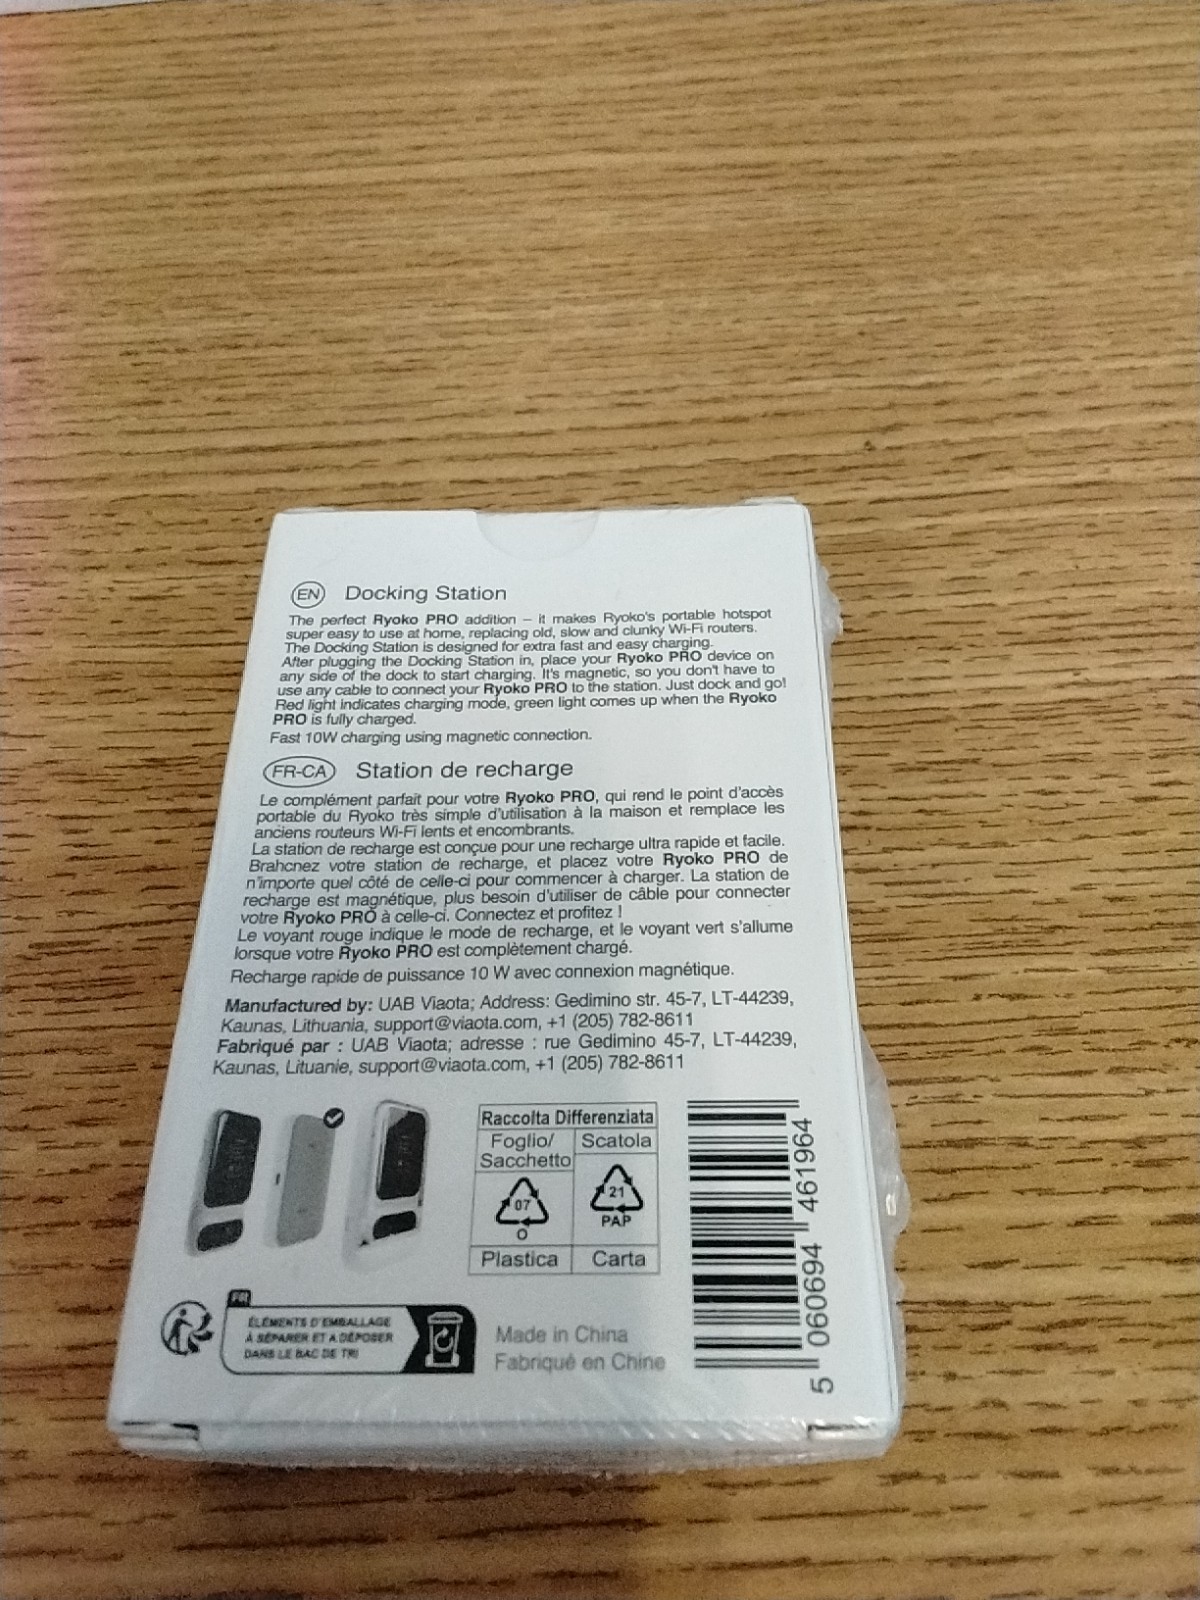 EN Docking Station
The perfect Ryoko PRO addition – it makes Ryoko's portable hotspot
super easy to use at home, replacing old, slow and clunky Wi-Fi routers.
The Docking Station is designed for extra fast and easy charging.
After plugging the Docking Station in, place your Ryoko PRO device on
any side of the dock to start charging. It's magnetic, so you don't have to
use any cable to connect your Ryoko PRO to the station. Just dock and go!
Red light indicates charging mode, green light comes up when the Ryoko
PRO is fully charged.
Fast 10W charging using magnetic connection.
FR-CA Station de recharge
Le complément parfait pour votre Ryoko PRO, qui rend le point d'accès
portable du Ryoko très simple d'utilisation à la maison et remplace les
anciens routeurs Wi-Fi lents et encombrants.
La station de recharge est conçue pour une recharge ultra rapide et facile.
Brahcnez votre station de recharge, et placez votre Ryoko PRO de
n'importe quel côté de celle-ci pour commencer à charger. La station de
recharge est magnétique, plus besoin d'utiliser de câble pour connecter
votre Ryoko PRO à celle-ci. Connectez et profitez !
Le voyant rouge indique le mode de recharge, et le voyant vert s'allume
lorsque votre Ryoko PRO est complètement chargé.
Recharge rapide de puissance 10 W avec connexion magnétique.
Manufactured by: UAB Viaota; Address: Gedimino str. 45-7, LT-44239,
Kaunas, Lithuania, support@viaota.com, +1 (205) 782-8611
Fabriqué par : UAB Viaota; adresse : rue Gedimino 45-7, LT-44239,
Kaunas, Lituanie, support@viaota.com, +1 (205) 782-8611
Raccolta Differenziata
Foglio/ Scatola
Sacchetto
07 21
O PAP
Plastica Carta
FR
ÉLÉMENTS D'EMBALLAGE
À SÉPARER ET À DÉPOSER
DANS LE BAC DE TRI
Made in China
Fabriqué en Chine
5 060694 461964